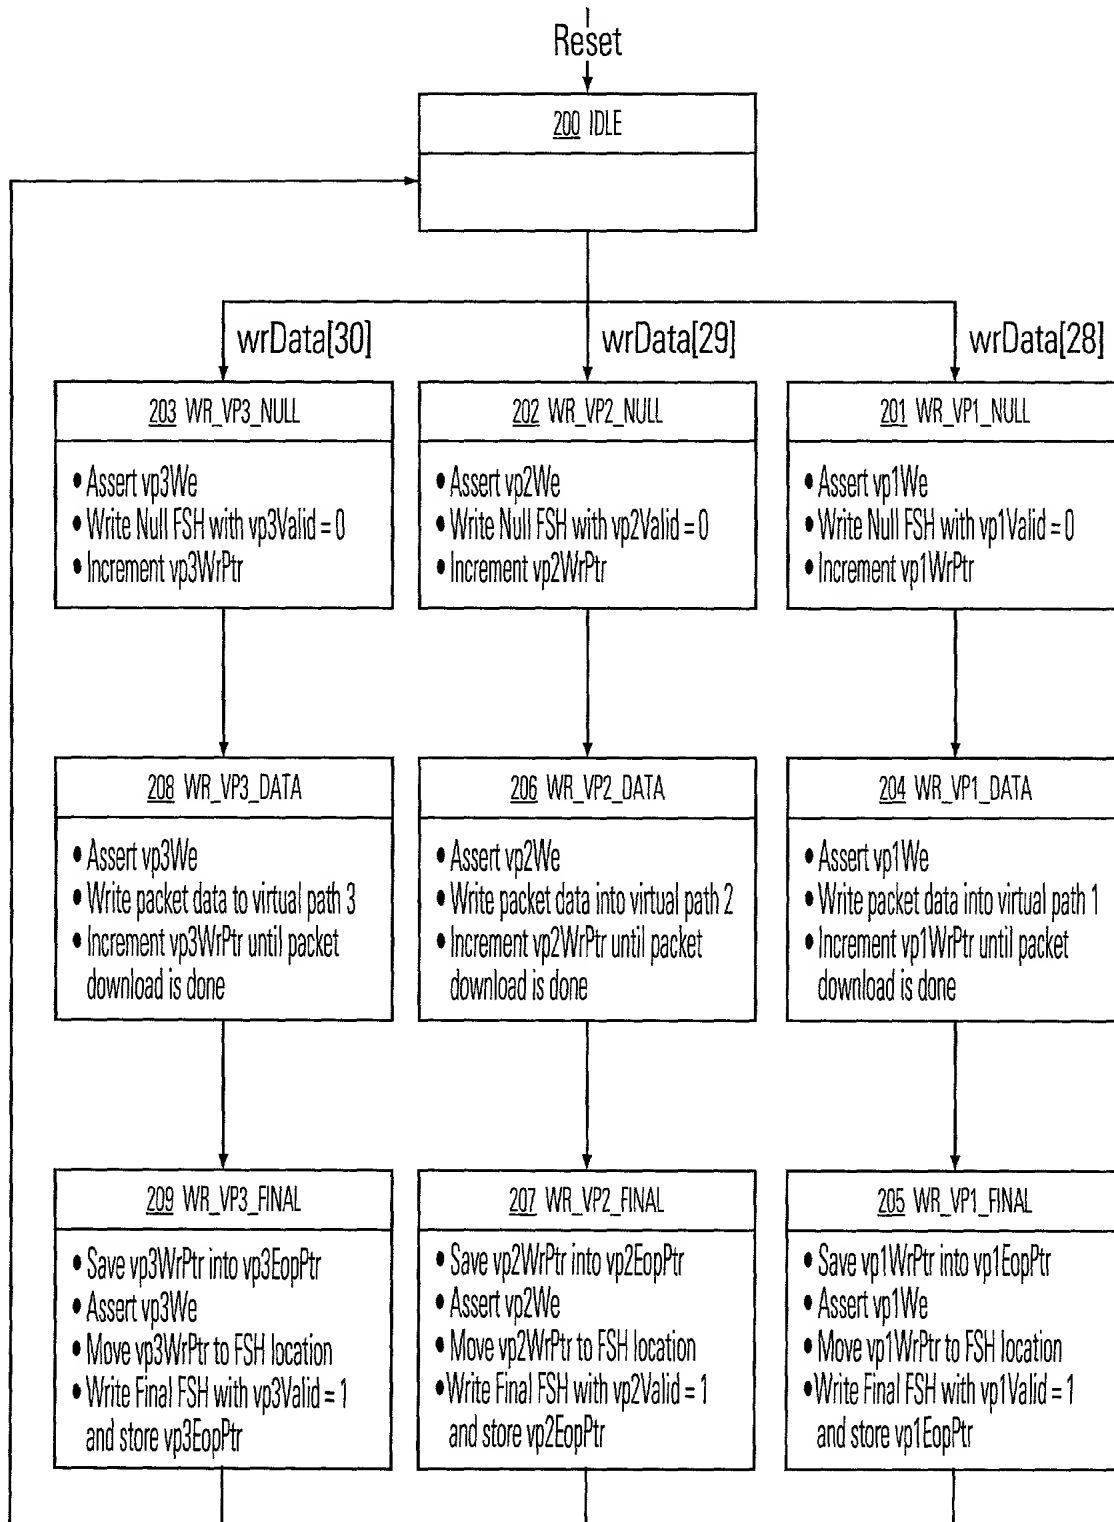 Reset
200 IDLE
wrData[30]
wrData[29]
wrData[28]
203 WR_VP3_NULL
• Assert vp3We
• Write Null FSH with vp3Valid = 0
• Increment vp3WrPtr
202 WR_VP2_NULL
• Assert vp2We
• Write Null FSH with vp2Valid = 0
• Increment vp2WrPtr
201 WR_VP1_NULL
• Assert vp1We
• Write Null FSH with vp1Valid = 0
• Increment vp1WrPtr
208 WR_VP3_DATA
• Assert vp3We
• Write packet data to virtual path 3
• Increment vp3WrPtr until packet
download is done
206 WR_VP2_DATA
• Assert vp2We
• Write packet data into virtual path 2
• Increment vp2WrPtr until packet
download is done
204 WR_VP1_DATA
• Assert vp1We
• Write packet data into virtual path 1
• Increment vp1WrPtr until packet
download is done
209 WR_VP3_FINAL
• Save vp3WrPtr into vp3EopPtr
• Assert vp3We
• Move vp3WrPtr to FSH location
• Write Final FSH with vp3Valid = 1
and store vp3EopPtr
207 WR_VP2_FINAL
• Save vp2WrPtr into vp2EopPtr
• Assert vp2We
• Move vp2WrPtr to FSH location
• Write Final FSH with vp2Valid = 1
and store vp2EopPtr
205 WR_VP1_FINAL
• Save vp1WrPtr into vp1EopPtr
• Assert vp1We
• Move vp1WrPtr to FSH location
• Write Final FSH with vp1Valid = 1
and store vp1EopPtr